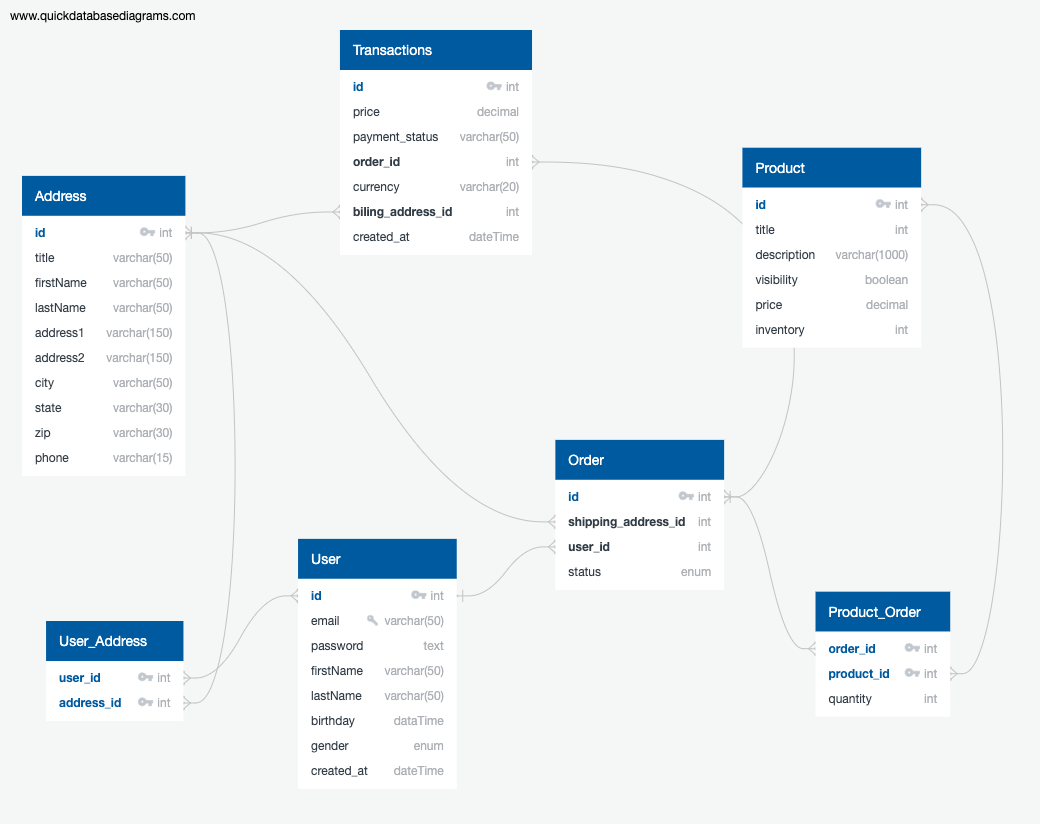 www.quickdatabasediagrams.com
Transactions
id int
price decimal
payment_status varchar(50)
order_id int
currency varchar(20)
biling_address_id int
created_at dateTime
Product
id int
title int
description varchar(1000)
visibility boolean
price decimal
inventory int
Address
id int
title varchar(50)
firstName varchar(50)
lastName varchar(50)
address1 varchar(150)
address2 varchar(150)
city varchar(50)
state varchar(30)
zip varchar(30)
phone varchar(15)
Order
id int
shipping_address_id int
user_id int
status enum
User
id int
email varchar(50)
password text
firstName varchar(50)
lastName varchar(50)
birthday dataTime
gender enum
created_at dateTime
Product_Order
order_id int
product_id int
quantity int
User_Address
user_id int
address_id int